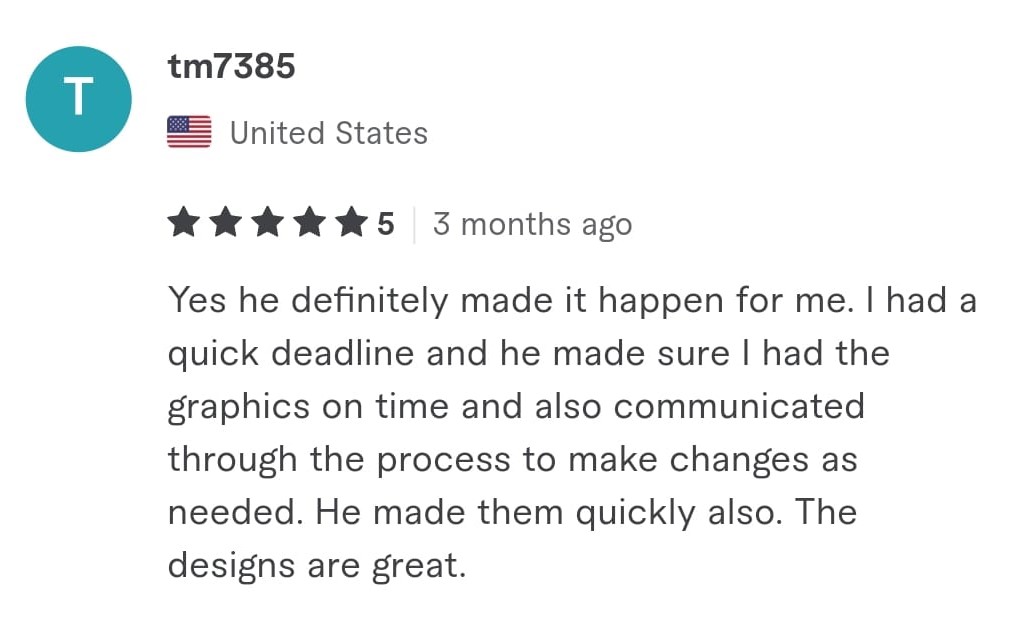 T
tm7385
United States
5 3 months ago
Yes he definitely made it happen for me. I had a
quick deadline and he made sure I had the
graphics on time and also communicated
through the process to make changes as
needed. He made them quickly also. The
designs are great.